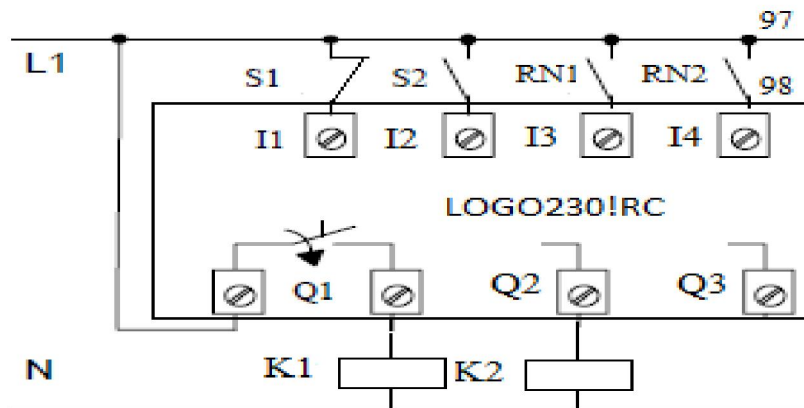 97
L1
S1 S2 RN1 RN2 98
I1 I2 I3 I4
LOGO230!RC
Q1 Q2 Q3
N K1 K2